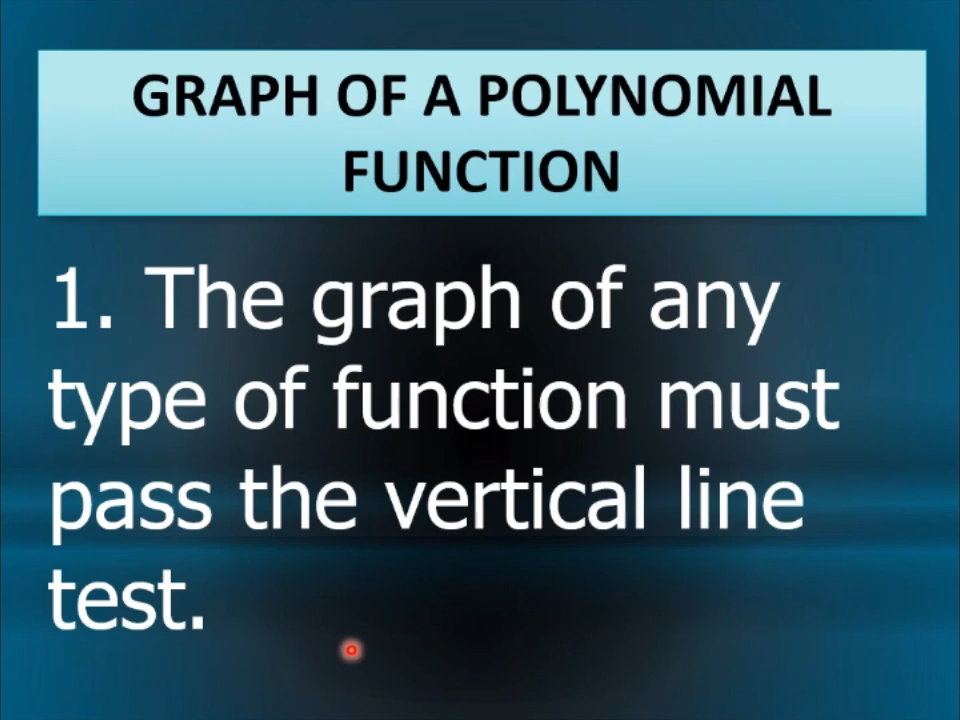 GRAPH OF A POLYNOMIAL
FUNCTION
1. The graph of any
type of function must
pass the vertical line
test.